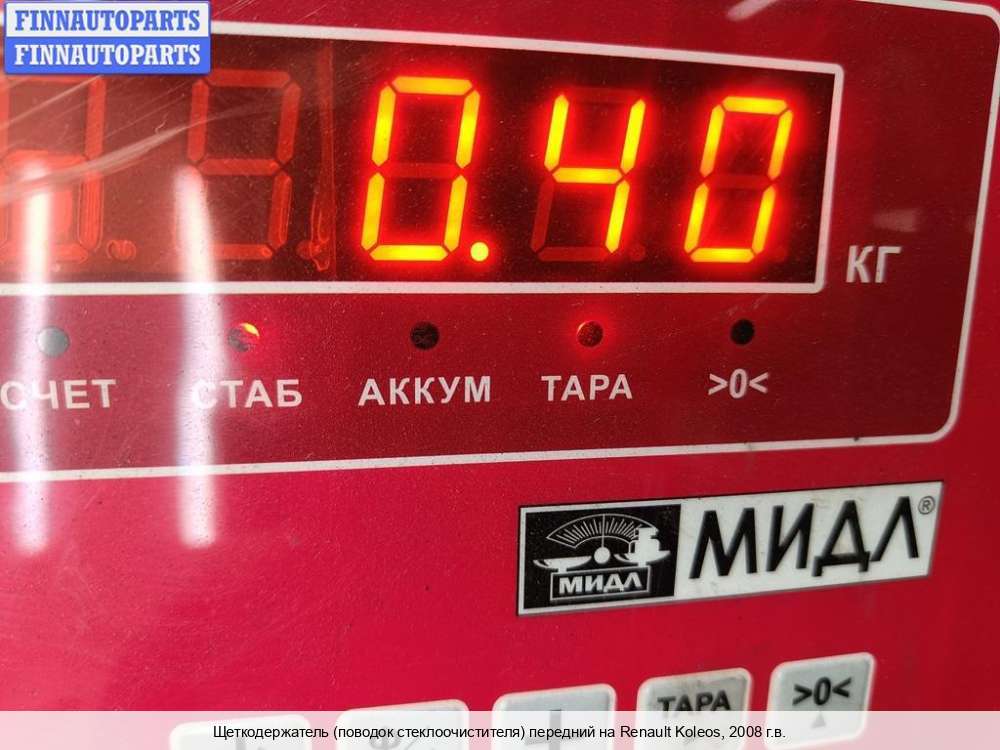 FINNAUTOPARTS
FINNAUTOPARTS
0.40
КГ
СЧЕТ СТАБ АККУМ ТАРА >0<
МИДЛ МИДЛ®
ТАРА >0<
Щеткодержатель (поводок стеклоочистителя) передний на Renault Koleos, 2008 г.в.